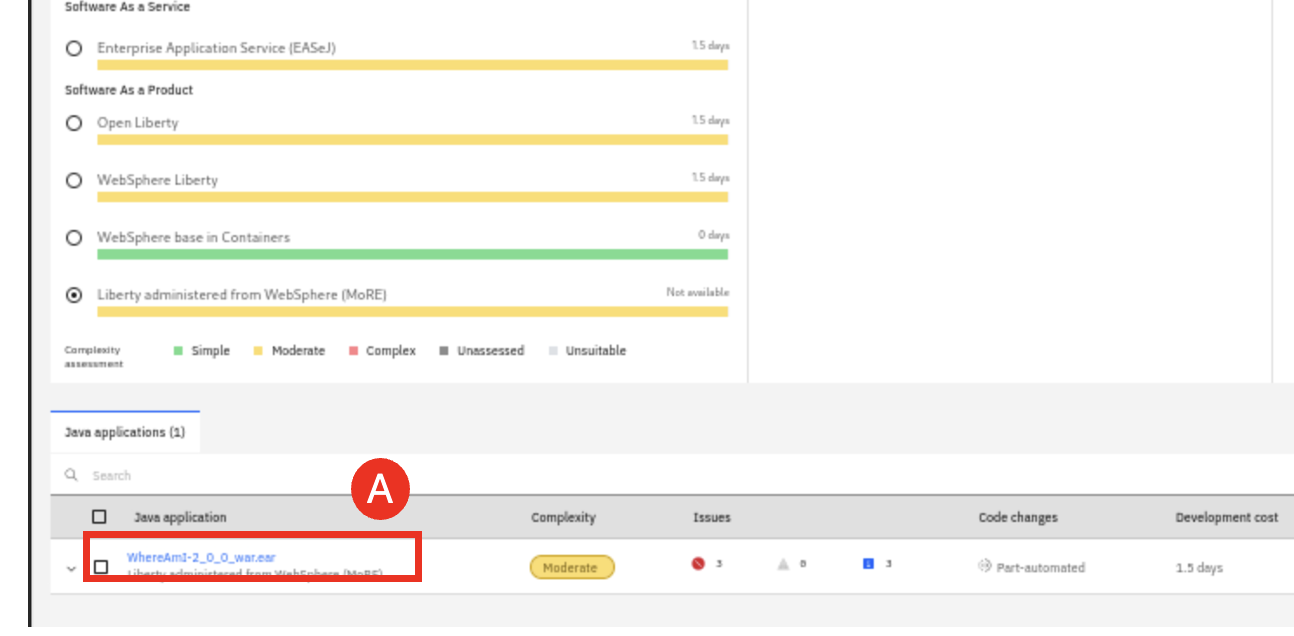 Software As a Service
Enterprise Application Service (EASeJ) 1.5 days
Software As a Product
Open Liberty 1.5 days
WebSphere Liberty 1.5 days
WebSphere base in Containers 0 days
Liberty administered from WebSphere (MoRE) Not available
Complexity assessment Simple Moderate Complex Unassessed Unsuitable
Java applications (1)
Search
A
Java application Complexity Issues Code changes Development cost
WhereAmI-2_0_0_war.ear
Liberty administered from WebSphere (MoRE) Moderate 3 0 3 Part-automated 1.5 days